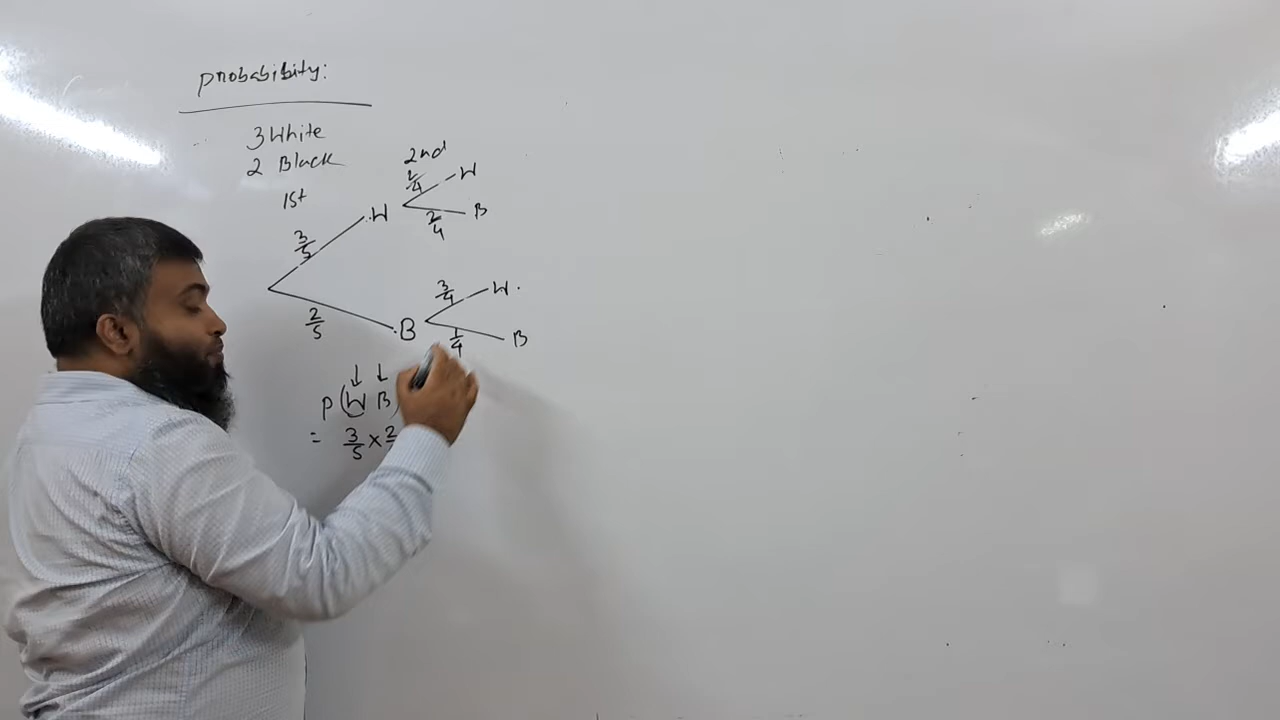 probability:
3 White
2 Black
1st
2nd
3/5
W
2/4
W
2/4
B
2/5
B
3/4
W
1/4
B
P(W B)
= 3/5 × 2